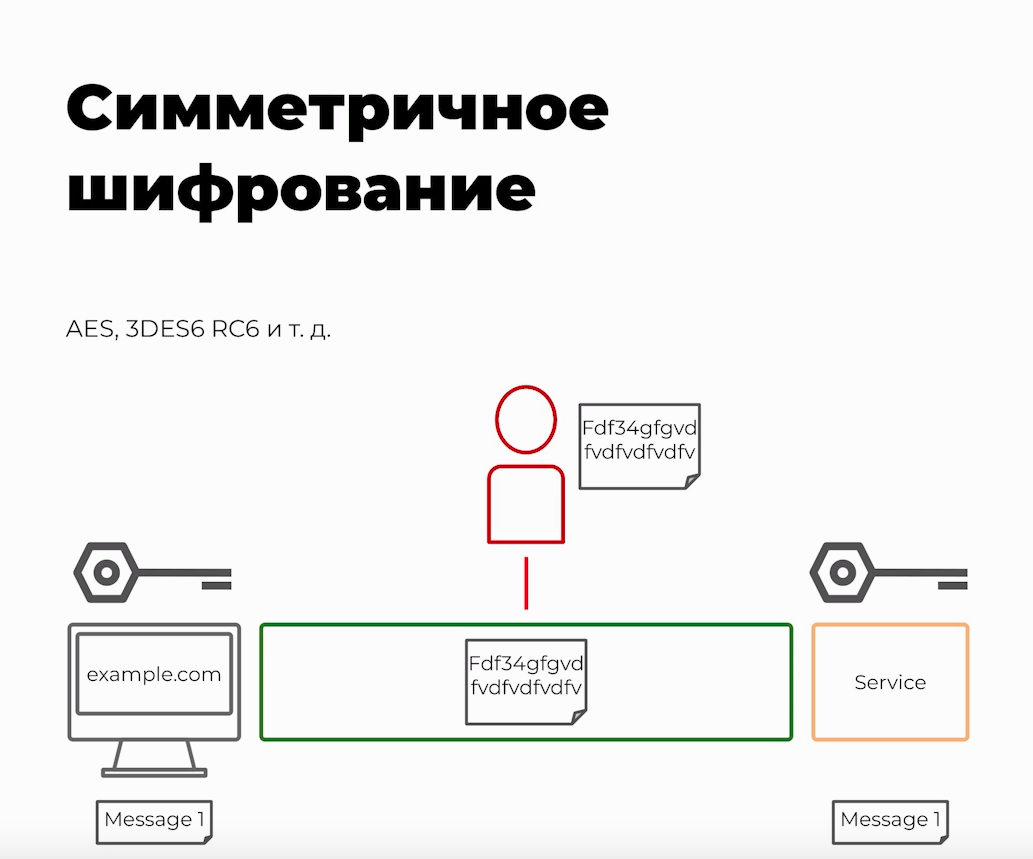 Симметричное
шифрование
AES, 3DES6 RC6 и т. д.
Fdf34gfgvd
fvdfvdfvdfv
example.com
Fdf34gfgvd
fvdfvdfvdfv
Service
Message 1
Message 1